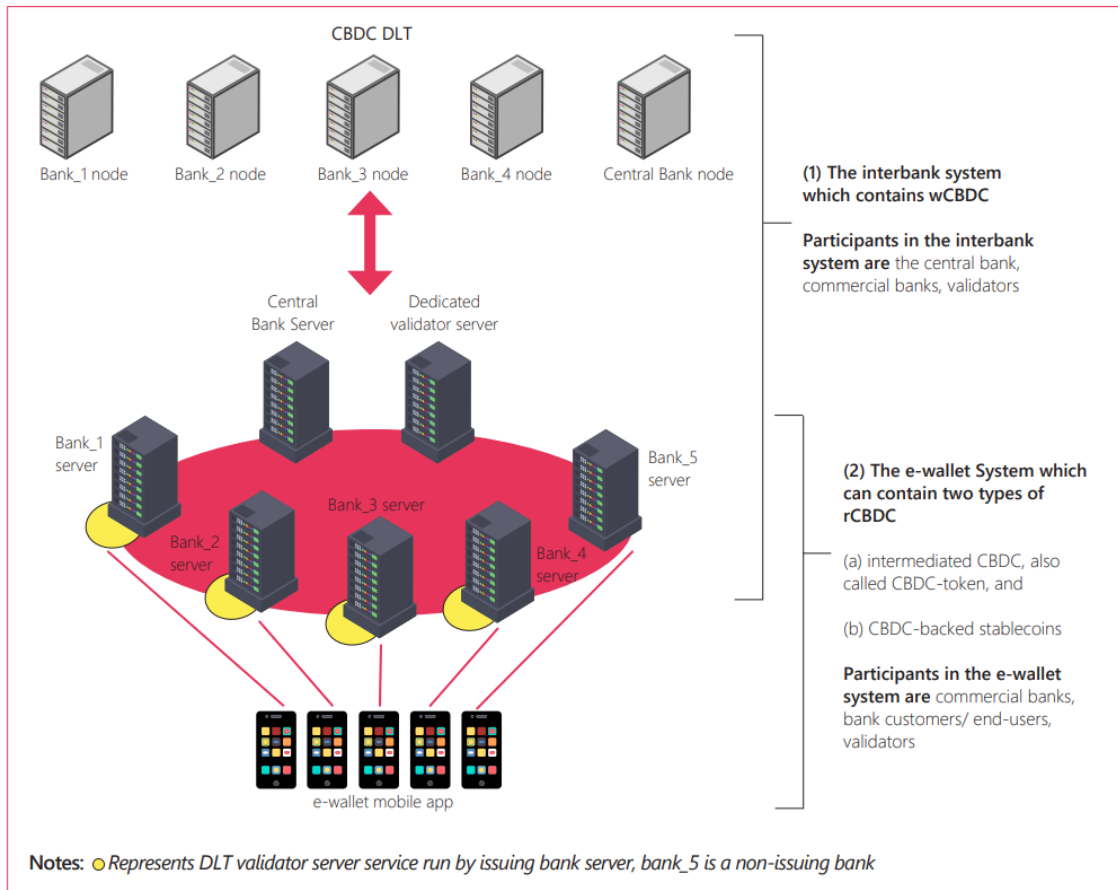 CBDC DLT
Bank_1 node
Bank_2 node
Bank_3 node
Bank_4 node
Central Bank node
(1) The interbank system
which contains wCBDC
Participants in the interbank
system are the central bank,
commercial banks, validators
Central
Bank Server
Dedicated
validator server
Bank_1
server
Bank_2
server
Bank_3 server
Bank_4
server
Bank_5
server
(2) The e-wallet System which
can contain two types of
rCBDC
(a) intermediated CBDC, also
called CBDC-token, and
(b) CBDC-backed stablecoins
Participants in the e-wallet
system are commercial banks,
bank customers/ end-users,
validators
e-wallet mobile app
Notes: Represents DLT validator server service run by issuing bank server, bank_5 is a non-issuing bank